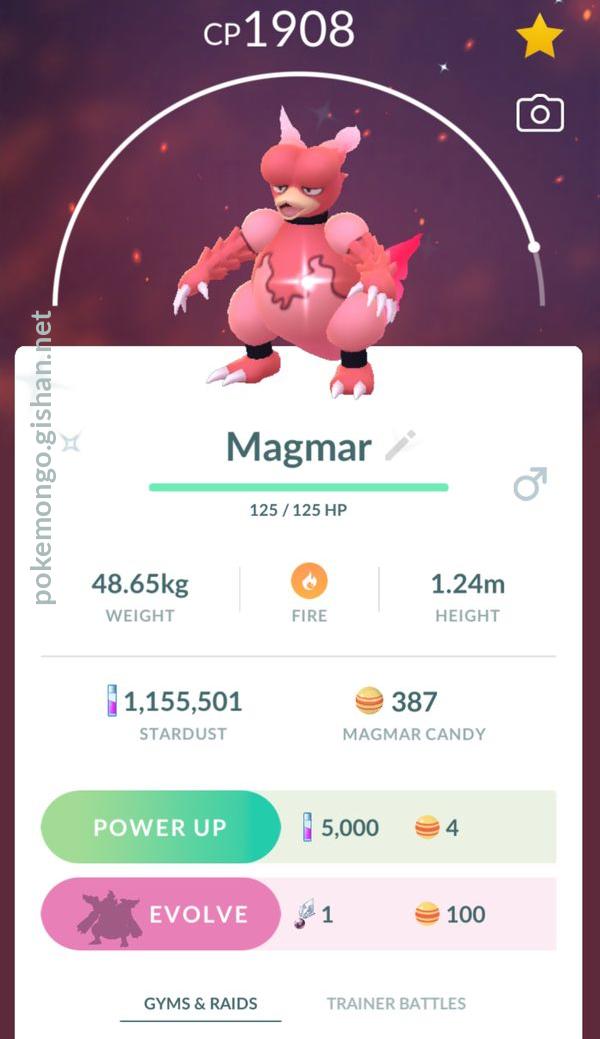 CP1908
pokemongo.gishan.net
Magmar
125 / 125 HP
48.65kg
WEIGHT
FIRE
1.24m
HEIGHT
1,155,501
STARDUST
387
MAGMAR CANDY
POWER UP 5,000 4
EVOLVE 1 100
GYMS & RAIDS TRAINER BATTLES